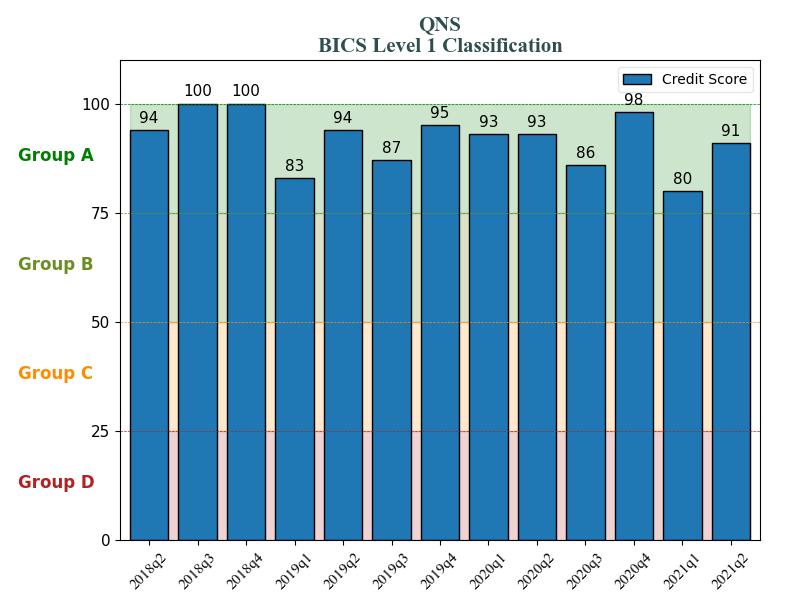 QNS
BICS Level 1 Classification
Credit Score
94
100
100
83
94
87
95
93
93
86
98
80
91
100
75
50
25
0
Group A
Group B
Group C
Group D
2018q2
2018q3
2018q4
2019q1
2019q2
2019q3
2019q4
2020q1
2020q2
2020q3
2020q4
2021q1
2021q2